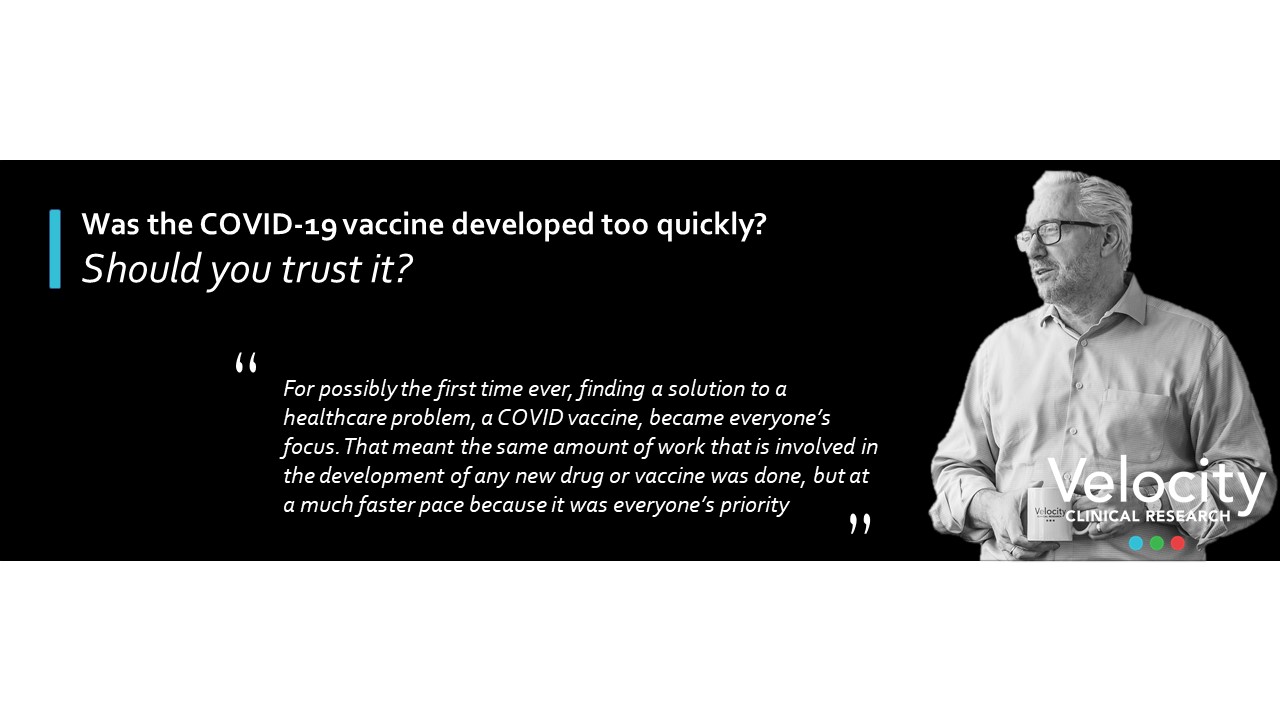 Was the COVID-19 vaccine developed too quickly?
Should you trust it?
“
For possibly the first time ever, finding a solution to a
healthcare problem, a COVID vaccine, became everyone’s
focus. That meant the same amount of work that is involved in
the development of any new drug or vaccine was done, but at
a much faster pace because it was everyone’s priority
”
Velocity
CLINICAL RESEARCH
Velocity